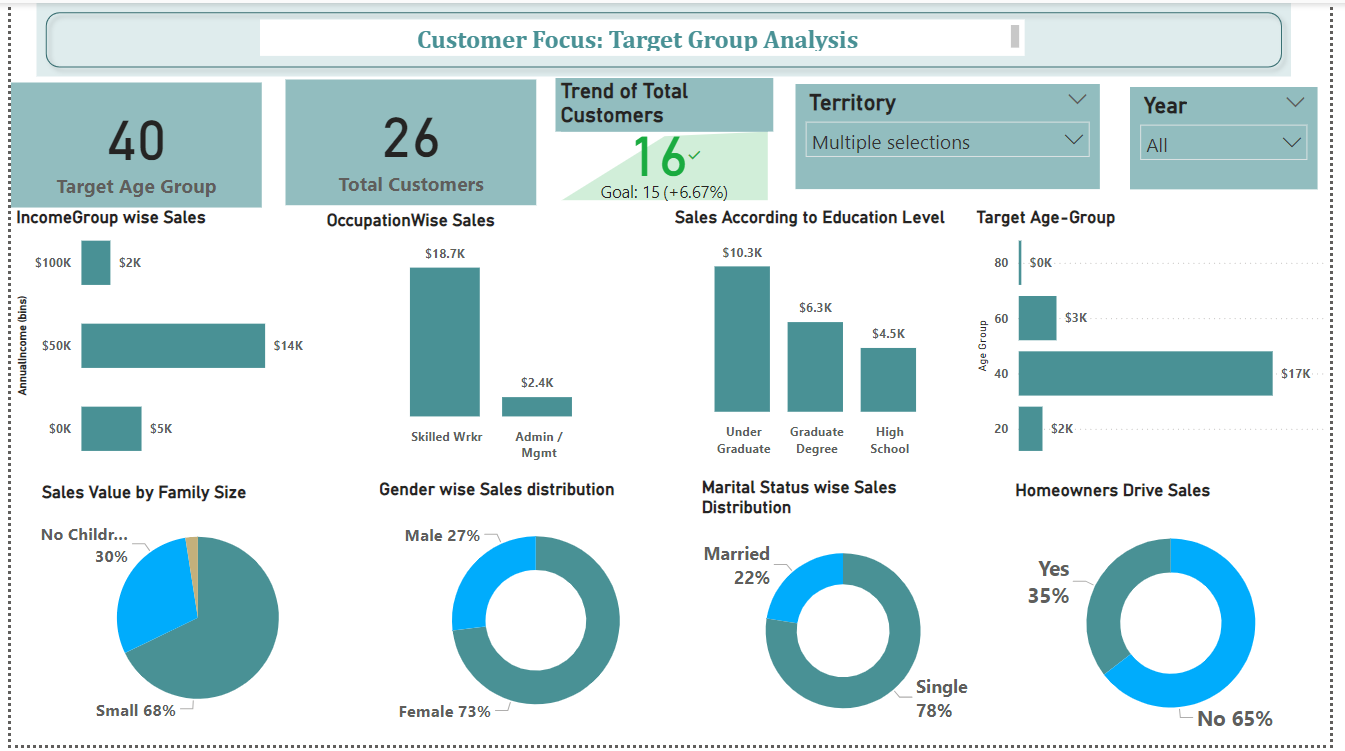 Customer Focus: Target Group Analysis
40
Target Age Group
26
Total Customers
Trend of Total
Customers
16
Goal: 15 (+6.67%)
Territory
Multiple selections
Year
All
IncomeGroup wise Sales
AnnualIncome (bins)
$100K
$2K
$50K
$14K
$0K
$5K
OccupationWise Sales
$18.7K
$2.4K
Skilled Wrkr
Admin /
Mgmt
Sales According to Education Level
$10.3K
$6.3K
$4.5K
Under
Graduate
Graduate
Degree
High
School
Target Age-Group
Age Group
80
$0K
60
$3K
40
$17K
20
$2K
Sales Value by Family Size
No Childr...
30%
Small 68%
Gender wise Sales distribution
Male 27%
Female 73%
Marital Status wise Sales
Distribution
Married
22%
Single
78%
Homeowners Drive Sales
Yes
35%
No 65%